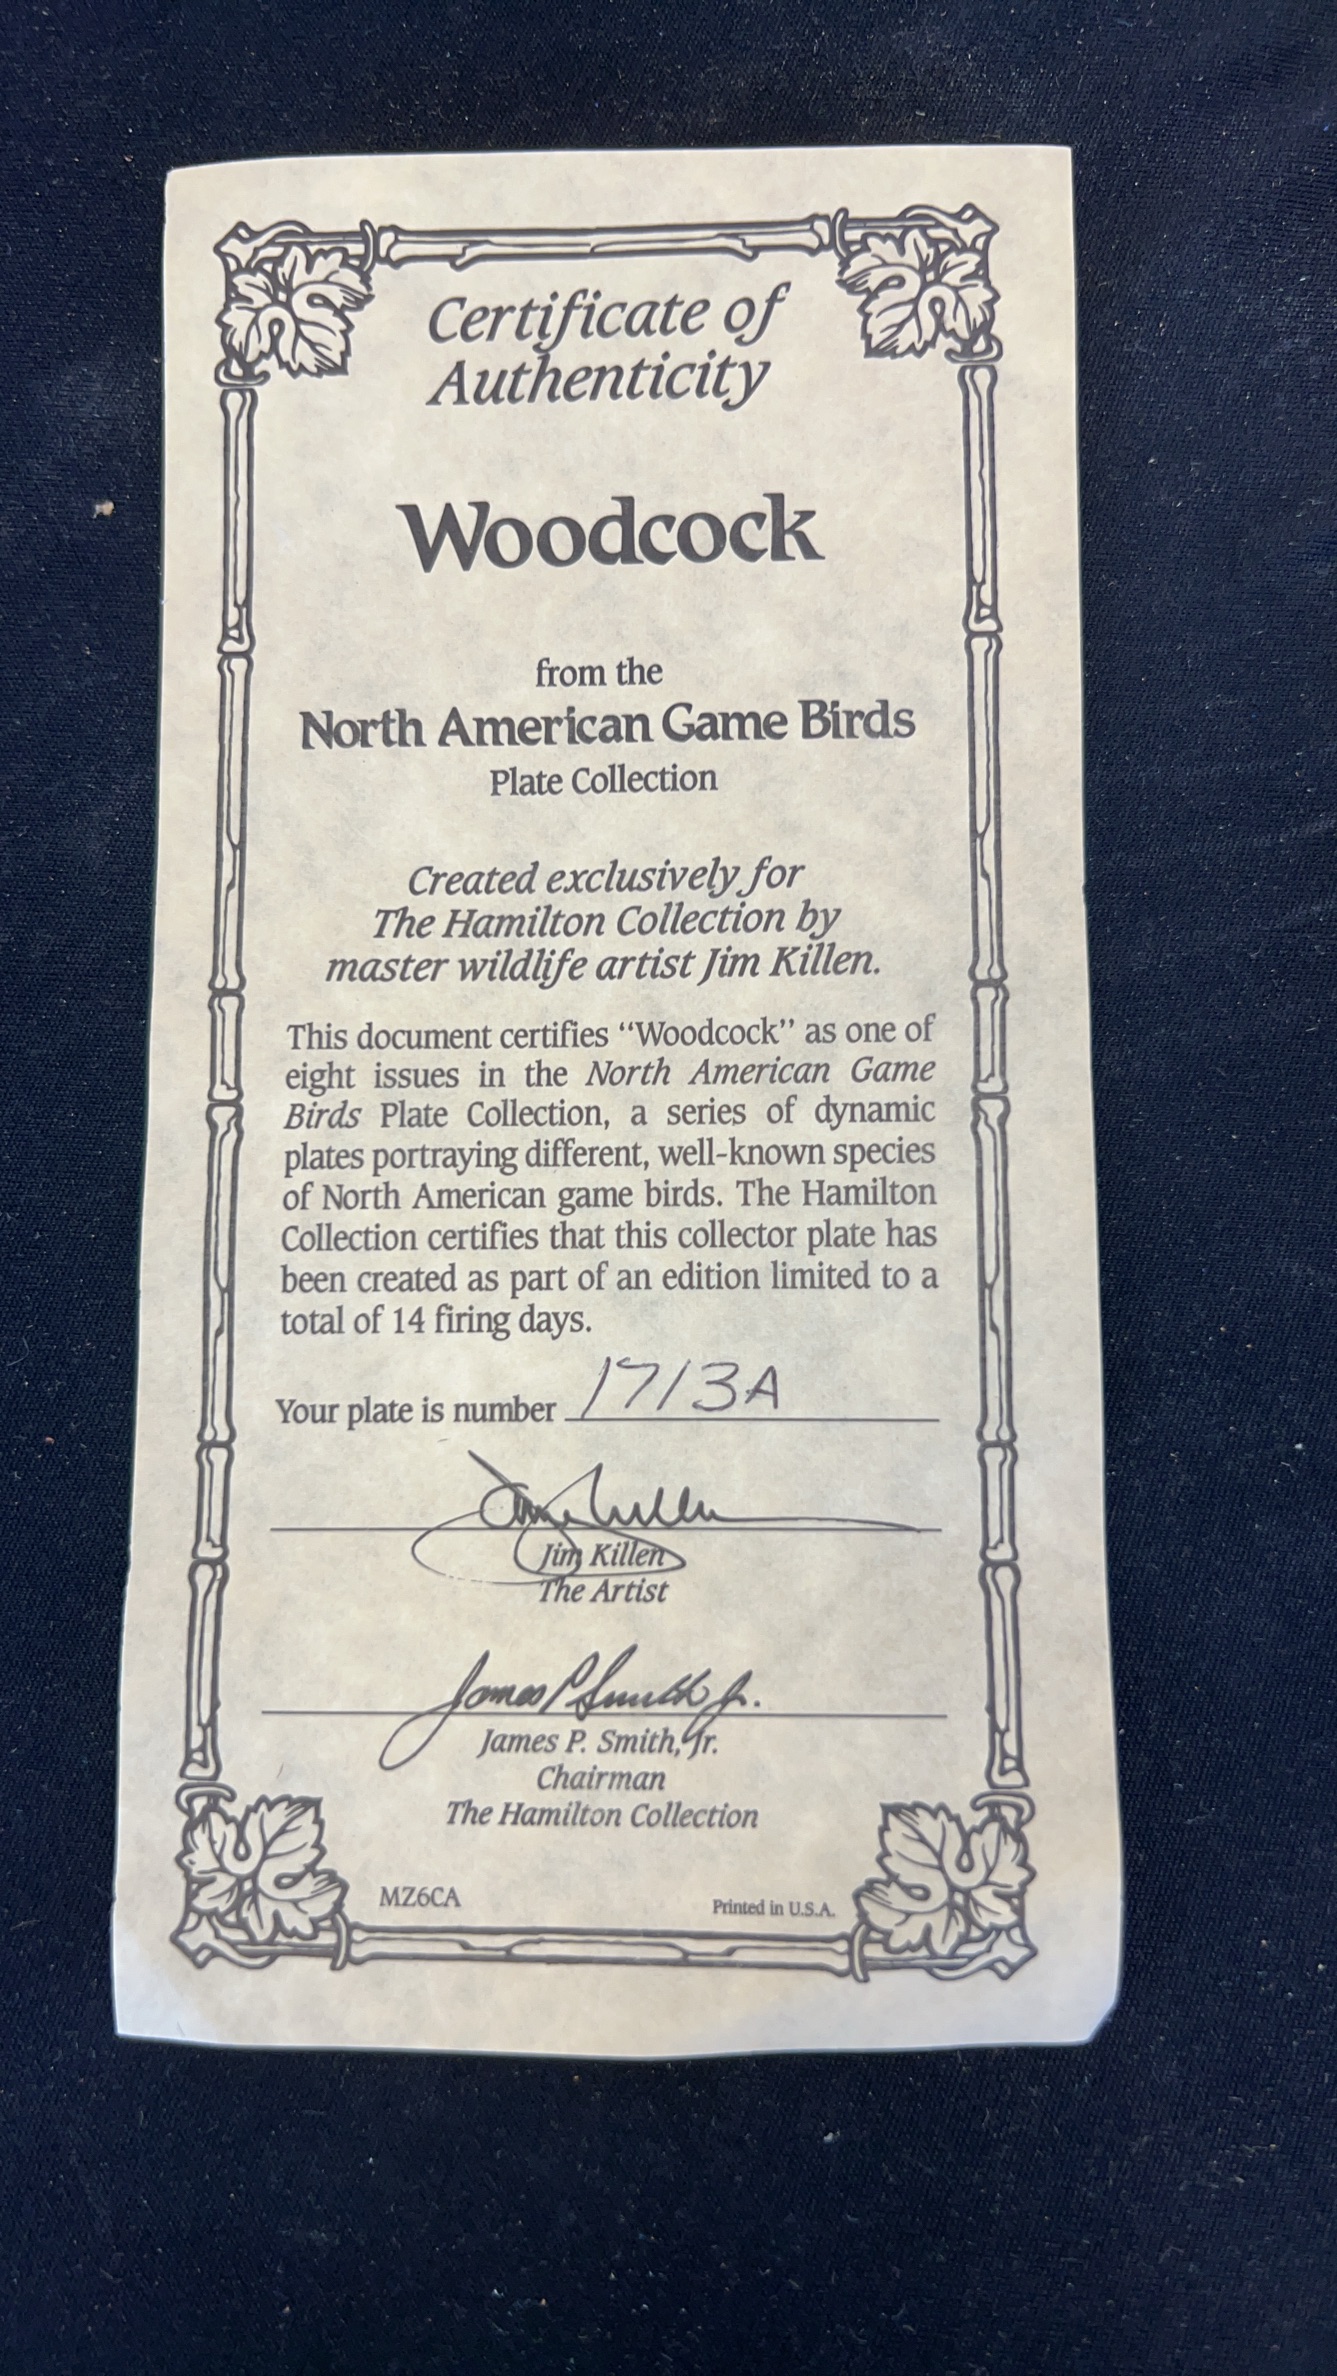 Certificate of
Authenticity
Woodcock
from the
North American Game Birds
Plate Collection
Created exclusively for
The Hamilton Collection by
master wildlife artist Jim Killen.
This document certifies “Woodcock” as one of
eight issues in the North American Game
Birds Plate Collection, a series of dynamic
plates portraying different, well-known species
of North American game birds. The Hamilton
Collection certifies that this collector plate has
been created as part of an edition limited to a
total of 14 firing days.
Your plate is number 1713A
Jim Killen
Jim Killen
The Artist
James P Smith Jr.
James P. Smith, Jr.
Chairman
The Hamilton Collection
MZ6CA Printed in U.S.A.